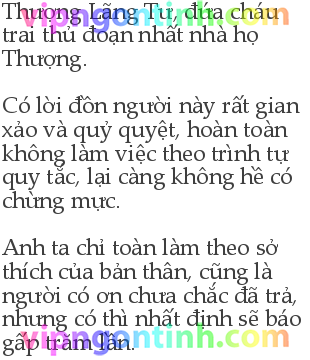 Thượng Lãng Tư, đứa cháu
trai thủ đoạn nhất nhà họ
Thượng.
Có lời đồn người này rất gian
xảo và quỷ quyệt, hoàn toàn
không làm việc theo trình tự
quy tắc, lại càng không hề có
chừng mực.
Anh ta chỉ toàn làm theo sở
thích của bản thân, cũng là
người có ơn chưa chắc đã trả,
nhưng có thì nhất định sẽ báo
gấp trăm lần.
vipngontinh.com
vipngontinh.com